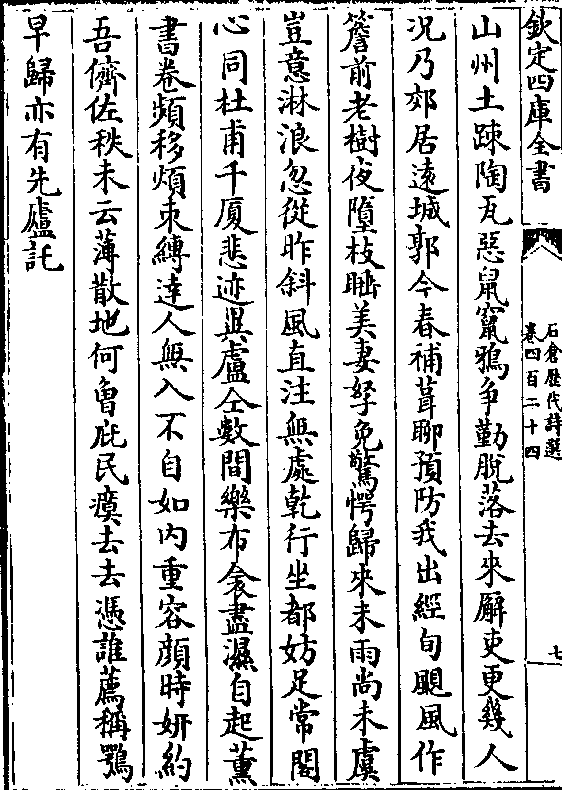 欽定四庫全書
石倉歴代詩選
卷四百二十四
七
山州土踈陶瓦惡鼠竄鴉争勤脫落去來廨吏更幾人
况乃郊居逺城郭今春補葺聊預防我出經旬颶風作
簷前老樹夜墮枝睡美妻孥免驚愕歸來未雨尚未虞
豈意淋浪忽從昨斜風直注無處乾行坐都妨足常閣
心同杜甫千厦悲迹異盧仝數間樂布衾盡濕自起薰
書卷頻移煩束縛達人無入不自如内重容顔時妍約
吾儕佐秩未云薄散地何曾庇民瘼去去憑誰薦稱鶚
早歸亦有先廬託